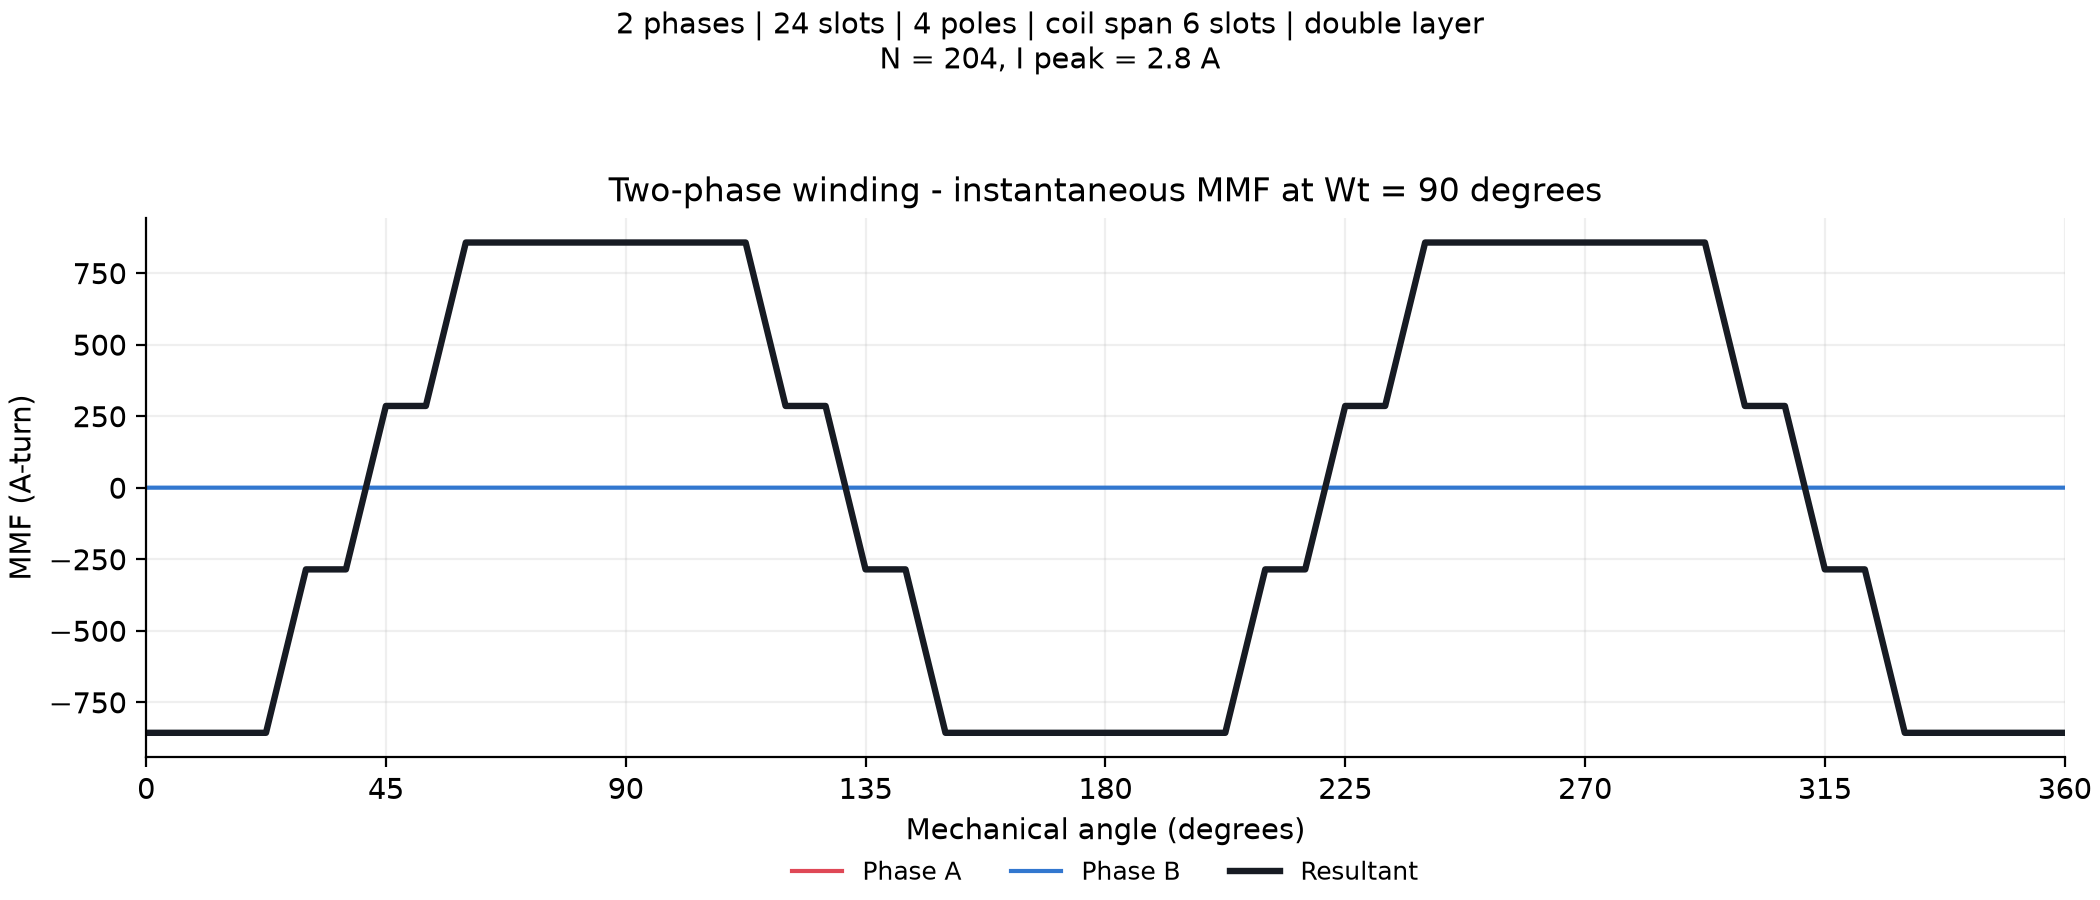 2 phases | 24 slots | 4 poles | coil span 6 slots | double layer
N = 204, I peak = 2.8 A
Two-phase winding - instantaneous MMF at Wt = 90 degrees
MMF (A-turn)
750
500
250
0
−250
−500
−750
0 45 90 135 180 225 270 315 360
Mechanical angle (degrees)
Phase A Phase B Resultant